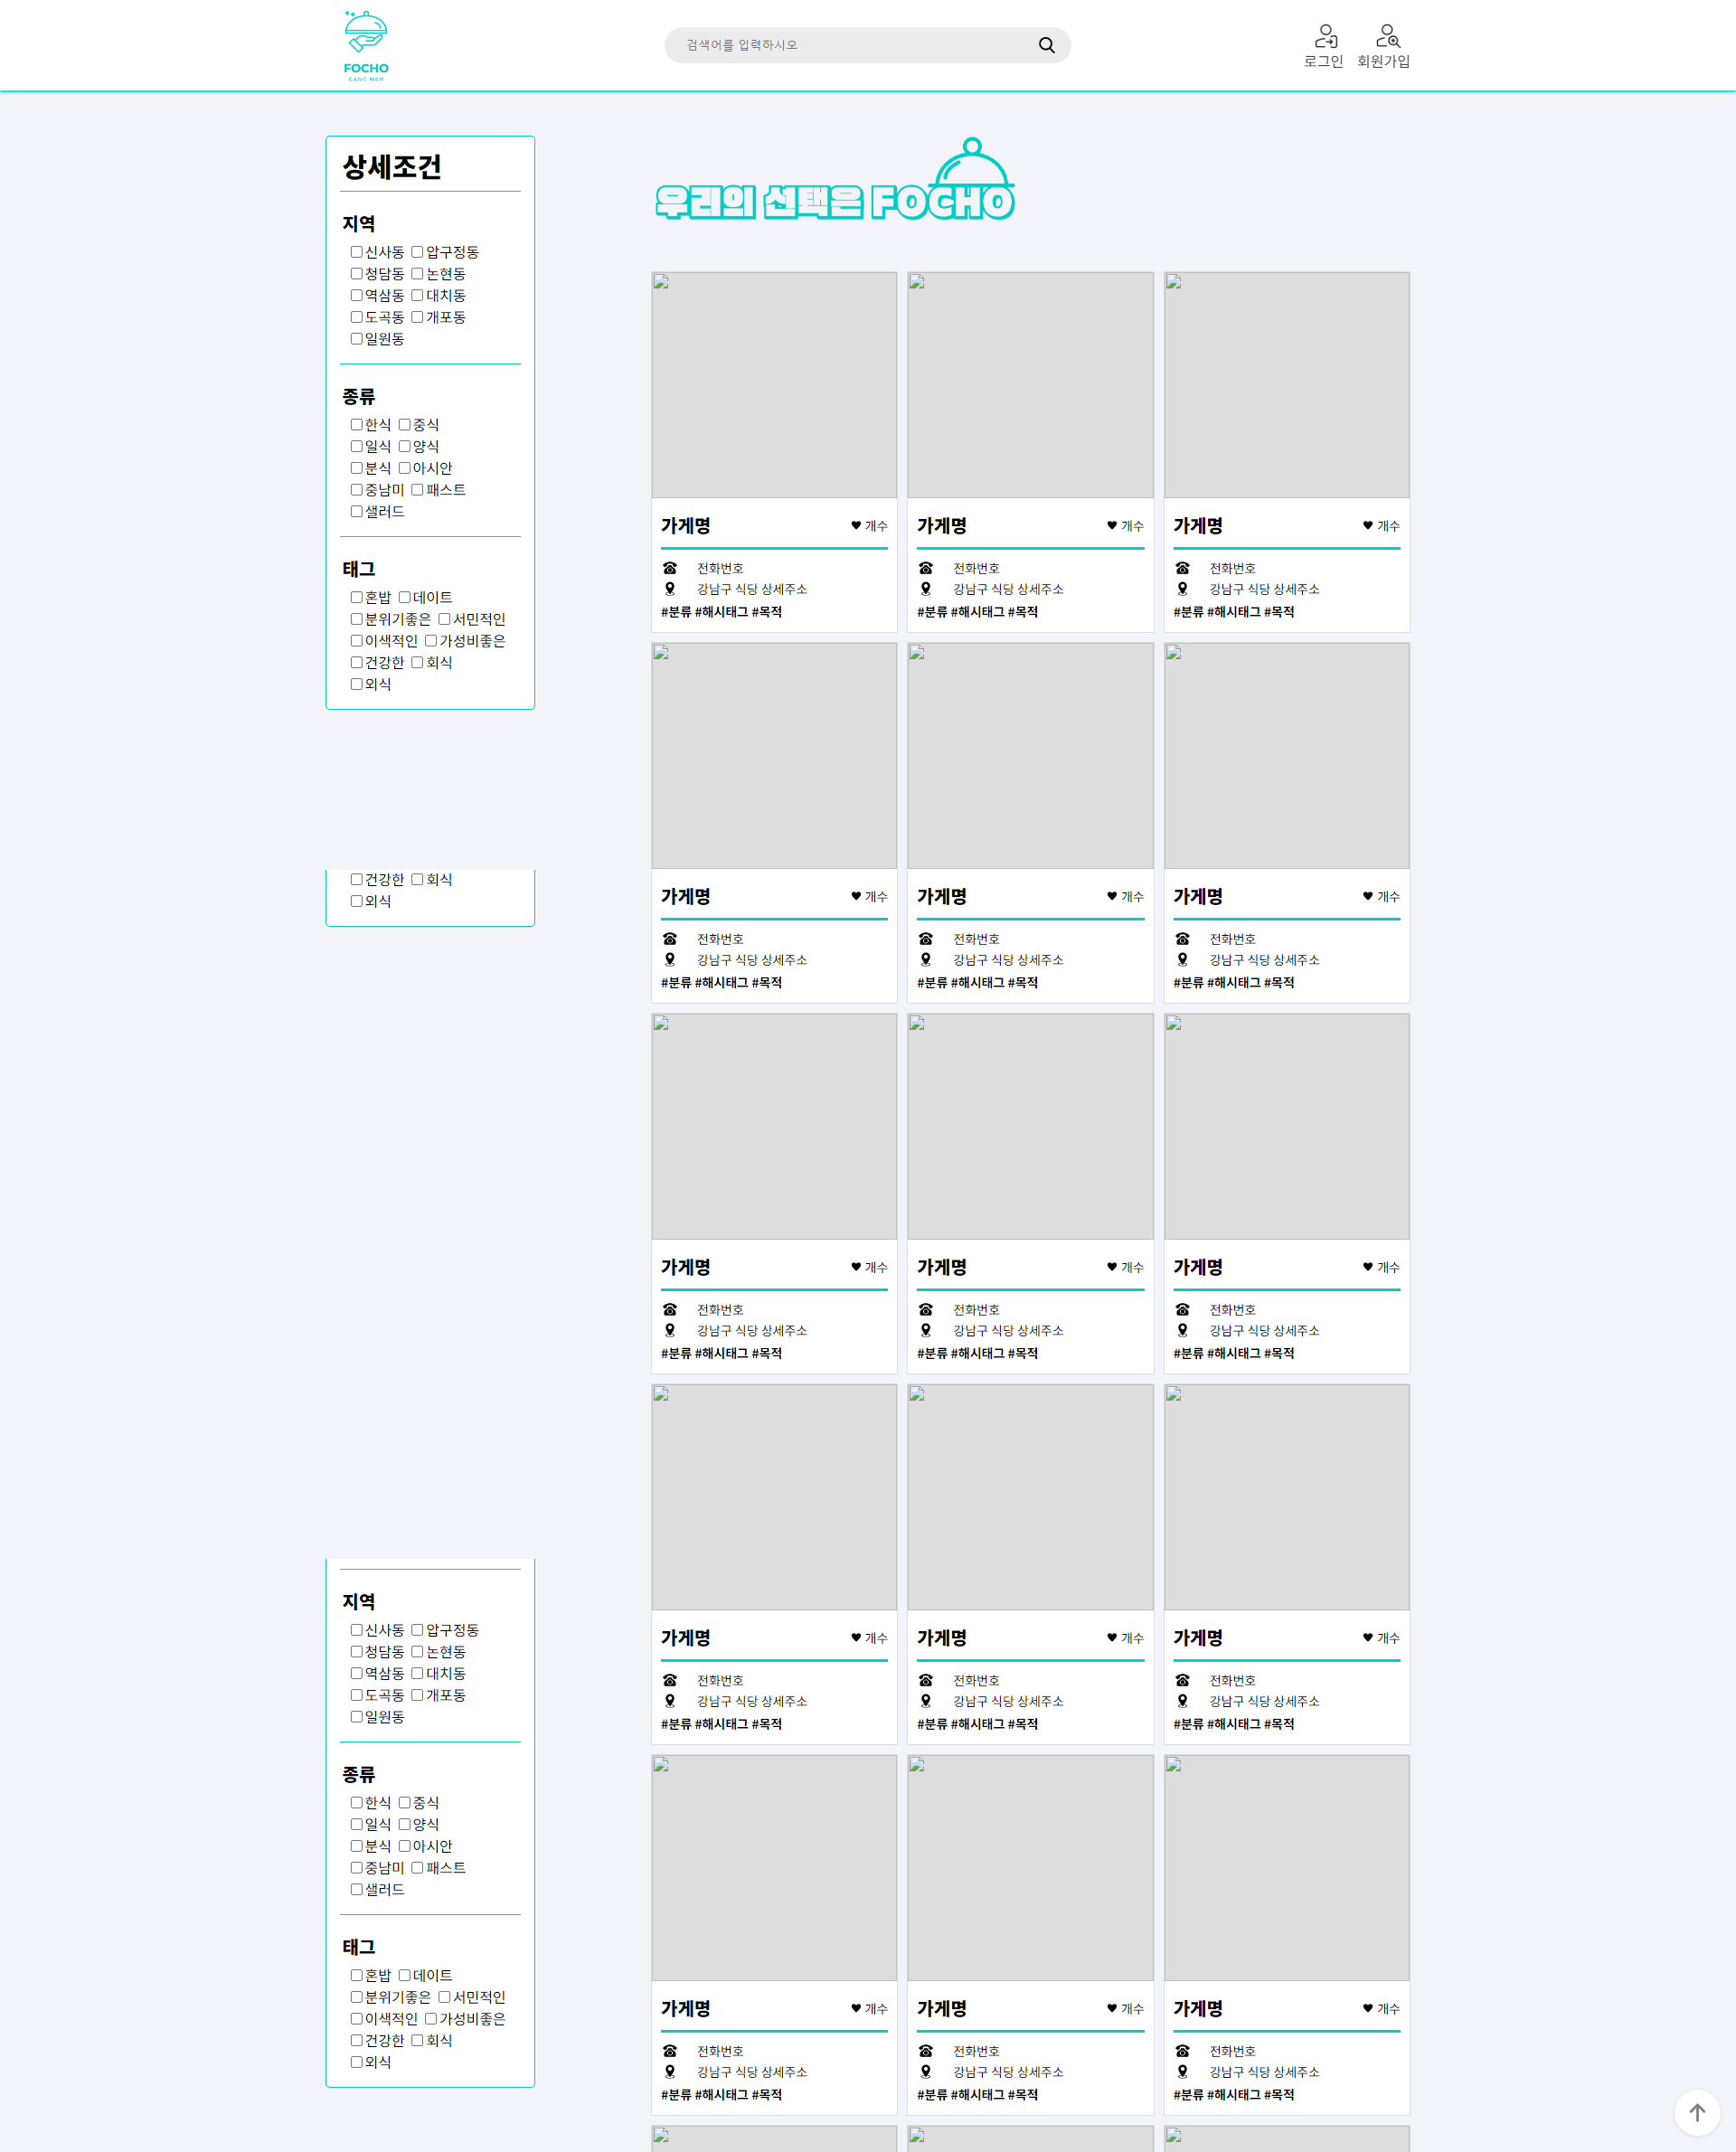 FOCHO
GANG NAM
검색어를 입력하시오
로그인 회원가입
상세조건
지역
신사동 압구정동
청담동 논현동
역삼동 대치동
도곡동 개포동
일원동
종류
한식 중식
일식 양식
분식 아시안
중남미 패스트
샐러드
태그
혼밥 데이트
분위기좋은 서민적인
이색적인 가성비좋은
건강한 회식
외식
건강한 회식
외식
지역
신사동 압구정동
청담동 논현동
역삼동 대치동
도곡동 개포동
일원동
종류
한식 중식
일식 양식
분식 아시안
중남미 패스트
샐러드
태그
혼밥 데이트
분위기좋은 서민적인
이색적인 가성비좋은
건강한 회식
외식
우리의 선택은 FOCHO
가게명 개수 가게명 개수 가게명 개수
전화번호 전화번호 전화번호
강남구 식당 상세주소 강남구 식당 상세주소 강남구 식당 상세주소
#분류 #해시태그 #목적 #분류 #해시태그 #목적 #분류 #해시태그 #목적
가게명 개수 가게명 개수 가게명 개수
전화번호 전화번호 전화번호
강남구 식당 상세주소 강남구 식당 상세주소 강남구 식당 상세주소
#분류 #해시태그 #목적 #분류 #해시태그 #목적 #분류 #해시태그 #목적
가게명 개수 가게명 개수 가게명 개수
전화번호 전화번호 전화번호
강남구 식당 상세주소 강남구 식당 상세주소 강남구 식당 상세주소
#분류 #해시태그 #목적 #분류 #해시태그 #목적 #분류 #해시태그 #목적
가게명 개수 가게명 개수 가게명 개수
전화번호 전화번호 전화번호
강남구 식당 상세주소 강남구 식당 상세주소 강남구 식당 상세주소
#분류 #해시태그 #목적 #분류 #해시태그 #목적 #분류 #해시태그 #목적
가게명 개수 가게명 개수 가게명 개수
전화번호 전화번호 전화번호
강남구 식당 상세주소 강남구 식당 상세주소 강남구 식당 상세주소
#분류 #해시태그 #목적 #분류 #해시태그 #목적 #분류 #해시태그 #목적